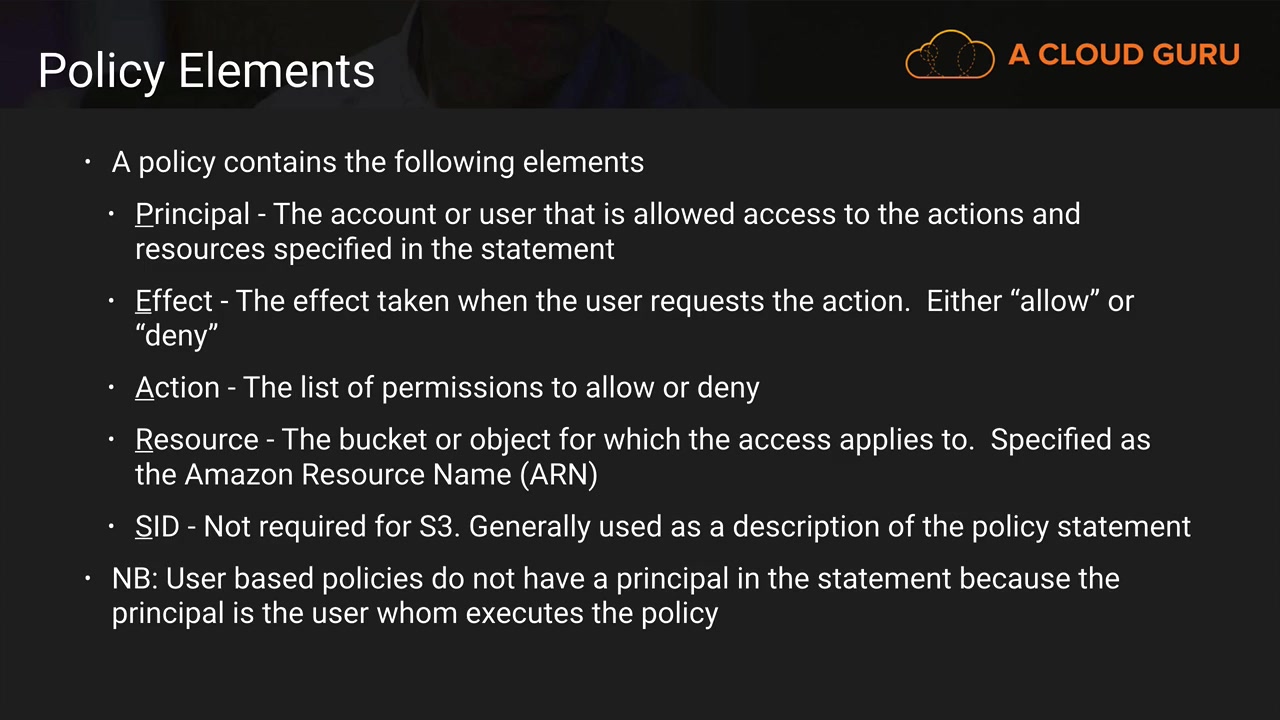 Policy Elements
A CLOUD GURU
• A policy contains the following elements
• Principal - The account or user that is allowed access to the actions and
resources specified in the statement
• Effect - The effect taken when the user requests the action.  Either “allow” or
“deny”
• Action - The list of permissions to allow or deny
• Resource - The bucket or object for which the access applies to.  Specified as
the Amazon Resource Name (ARN)
• SID - Not required for S3. Generally used as a description of the policy statement
• NB: User based policies do not have a principal in the statement because the
principal is the user whom executes the policy